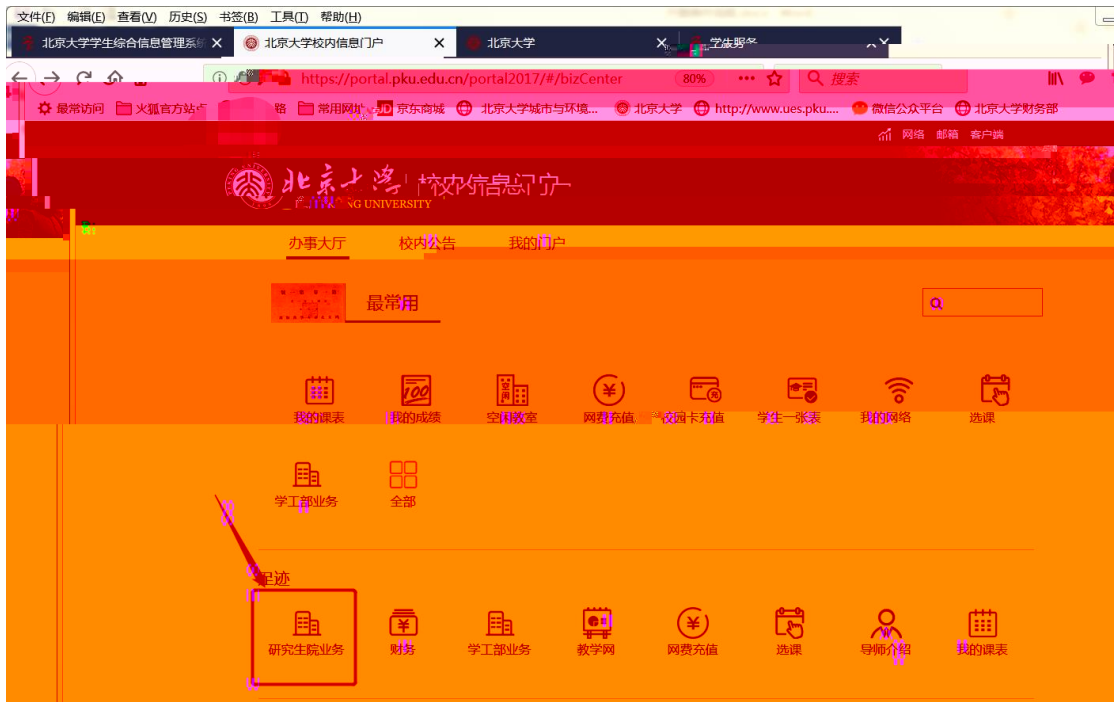 文件(F) 编辑(E) 查看(V) 历史(S) 书签(B) 工具(T) 帮助(H)
北京大学学生综合信息管理系统 北京大学校内信息门户 北京大学
https://portal.pku.edu.cn/portal2017/#/bizCenter 80% 搜索
最常访问 火狐官方站点 常用网址 京东商城 北京大学城市与环境... 北京大学 http://www.ues.pku.... 微信公众平台 北京大学财务部
网络 邮箱 客户端
北京大学 校内信息门户
UNIVERSITY
办事大厅 校内公告 我的门户
最常用
我的课表 我的成绩 空闲教室 网费充值 校园卡充值 学生一张表 我的网络 选课
学工部业务 全部
足迹
研究生院业务 财务 学工部业务 教学网 网费充值 选课 导师介绍 我的课表